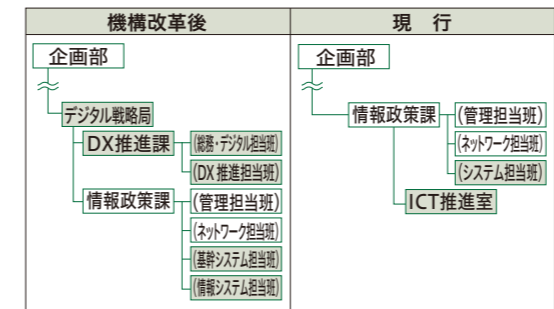 機構改革後
企画部
デジタル戦略局
DX推進課
(総務・デジタル担当班)
(DX推進担当班)
情報政策課
(管理担当班)
(ネットワーク担当班)
(基幹システム担当班)
(情報システム担当班)
現 行
企画部
情報政策課
(管理担当班)
(ネットワーク担当班)
(システム担当班)
ICT推進室